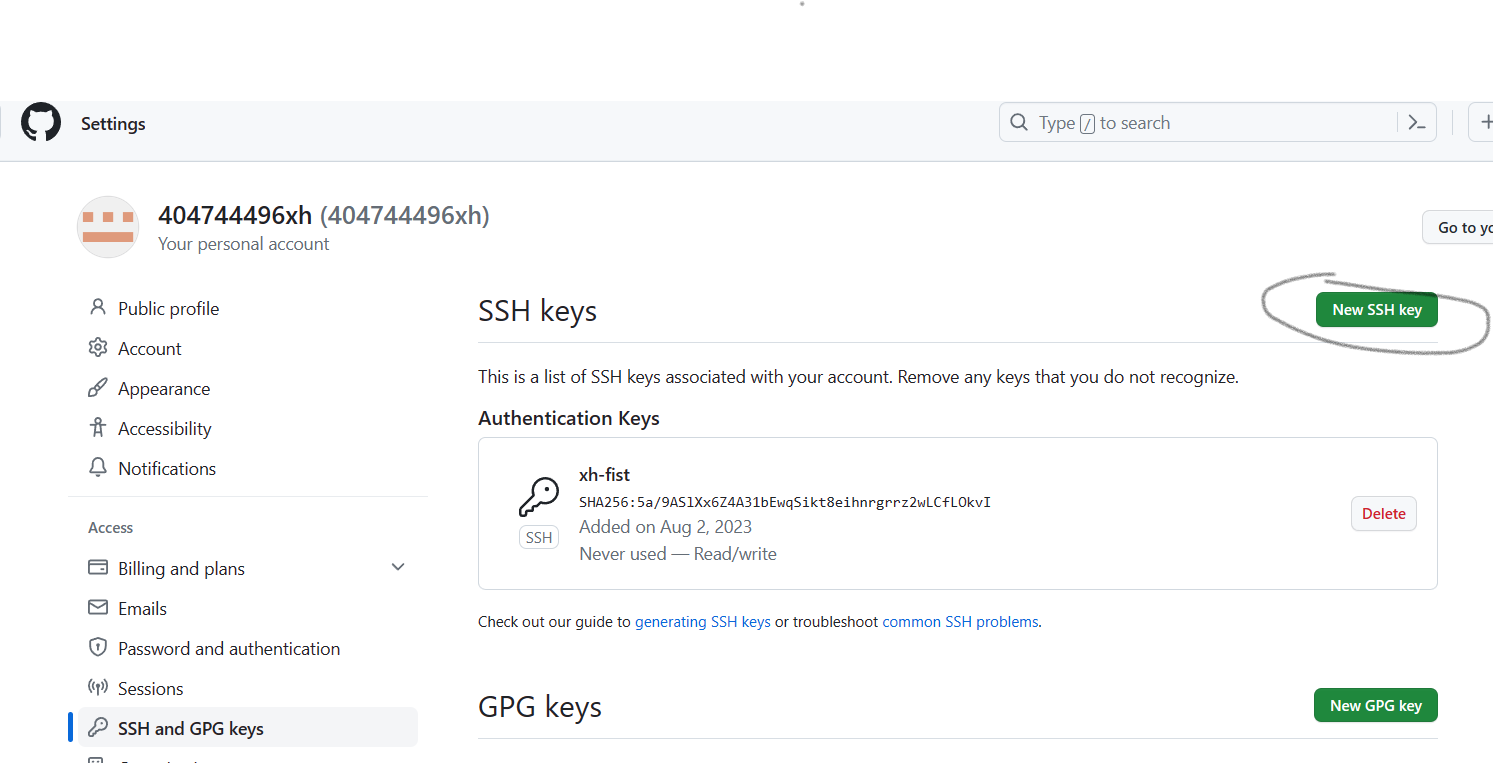 Settings
Type / to search
404744496xh (404744496xh)
Your personal account
Go to yo
Public profile
Account
Appearance
Accessibility
Notifications
Access
Billing and plans
Emails
Password and authentication
Sessions
SSH and GPG keys
SSH keys
New SSH key
This is a list of SSH keys associated with your account. Remove any keys that you do not recognize.
Authentication Keys
xh-fist
SHA256:5a/9ASlXx6Z4A31bEwqSikt8eihnrgrrz2wLCfLOkvI
Added on Aug 2, 2023
Never used — Read/write
SSH
Delete
Check out our guide to generating SSH keys or troubleshoot common SSH problems.
GPG keys
New GPG key